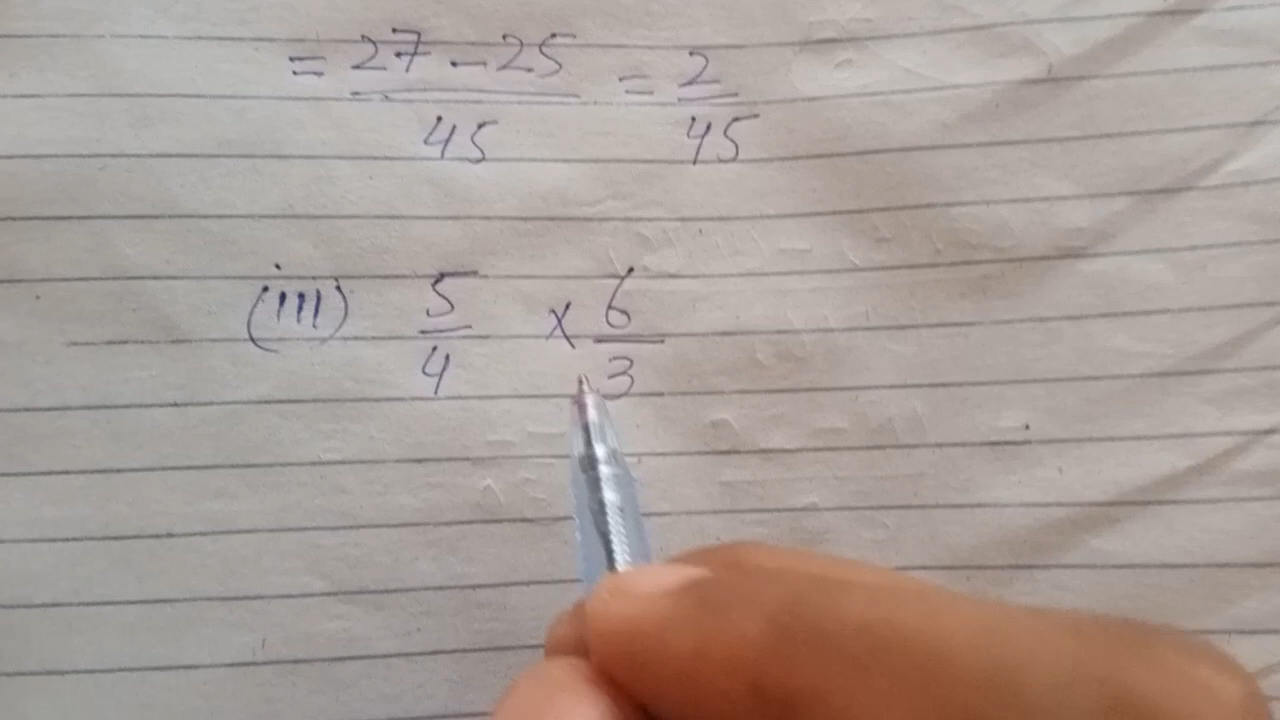 = 27 - 25 / 45 = 2 / 45
(iii) 5 / 4 × 6 / 3